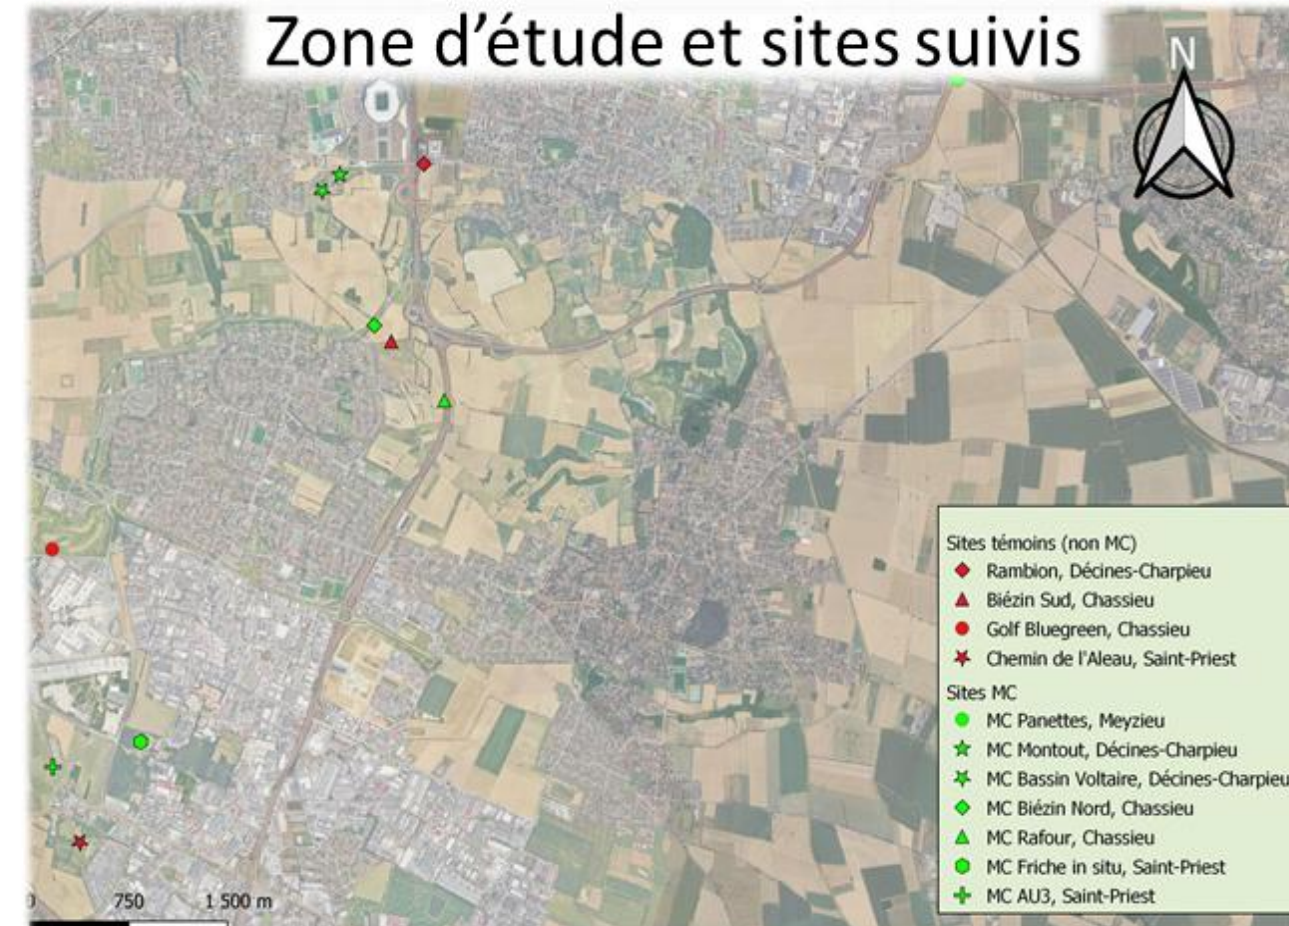 Zone d'étude et sites suivis
N
Sites témoins (non MC)
Rambion, Décines-Charpieu
Biézin Sud, Chassieu
Golf Bluegreen, Chassieu
Chemin de l'Aleau, Saint-Priest
Sites MC
MC Panettes, Meyzieu
MC Montout, Décines-Charpieu
MC Bassin Voltaire, Décines-Charpieu
MC Biézin Nord, Chassieu
MC Rafour, Chassieu
MC Friche in situ, Saint-Priest
MC AU3, Saint-Priest
0 750 1 500 m